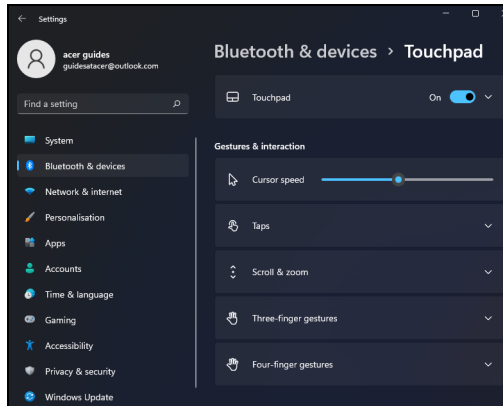 Settings
acer guides
guidesatacer@outlook.com
Find a setting
System
Bluetooth & devices
Network & internet
Personalisation
Apps
Accounts
Time & language
Gaming
Accessibility
Privacy & security
Windows Update
Bluetooth & devices > Touchpad
Touchpad On
Gestures & interaction
Cursor speed
Taps
Scroll & zoom
Three-finger gestures
Four-finger gestures